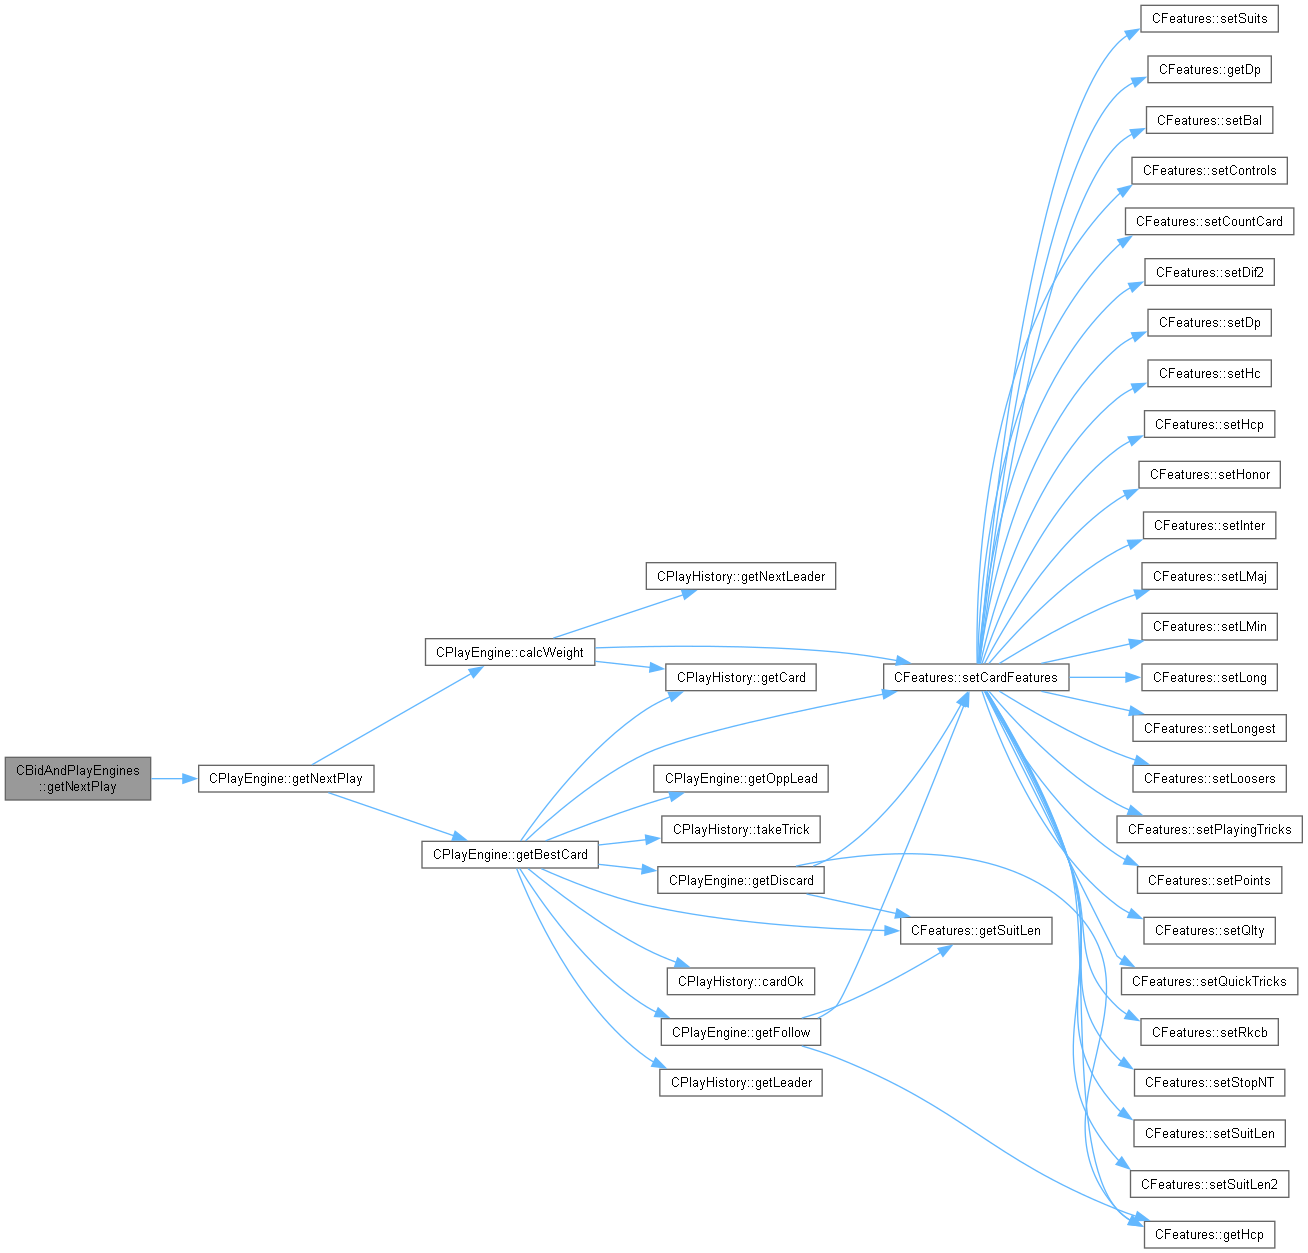 CBidAndPlayEngines
::getNextPlay
CPlayEngine::getNextPlay
CPlayEngine::calcWeight
CPlayEngine::getBestCard
CPlayHistory::getNextLeader
CPlayHistory::getCard
CPlayEngine::getOppLead
CPlayHistory::takeTrick
CPlayEngine::getDiscard
CPlayHistory::cardOk
CPlayEngine::getFollow
CPlayHistory::getLeader
CFeatures::setCardFeatures
CFeatures::getSuitLen
CFeatures::setSuits
CFeatures::getDp
CFeatures::setBal
CFeatures::setControls
CFeatures::setCountCard
CFeatures::setDif2
CFeatures::setDp
CFeatures::setHc
CFeatures::setHcp
CFeatures::setHonor
CFeatures::setInter
CFeatures::setLMaj
CFeatures::setLMin
CFeatures::setLong
CFeatures::setLongest
CFeatures::setLoosers
CFeatures::setPlayingTricks
CFeatures::setPoints
CFeatures::setQlty
CFeatures::setQuickTricks
CFeatures::setRkcb
CFeatures::setStopNT
CFeatures::setSuitLen
CFeatures::setSuitLen2
CFeatures::getHcp